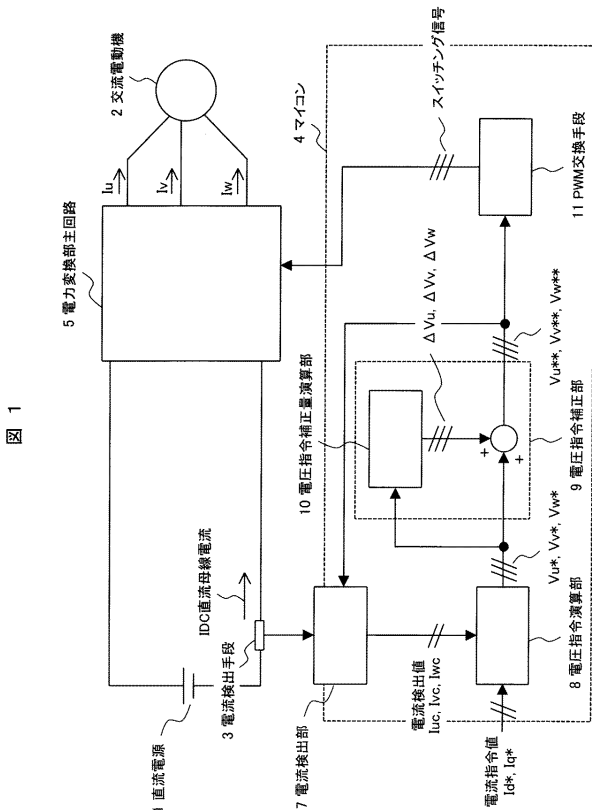 図 1
1 直流電源
3 電流検出手段
IDC直流母線電流
5 電力変換部主回路
Iu
Iv
Iw
2 交流電動機
4 マイコン
7 電流検出部
電流検出値
Iuc, Ivc, Iwc
10 電圧指令補正量演算部
ΔVu, ΔVv, ΔVw
スイッチング信号
電流指令値
Id*, Iq*
8 電圧指令演算部
Vu*, Vv*, Vw*
+
+
9 電圧指令補正部
Vu**, Vv**, Vw**
11 PWM交換手段